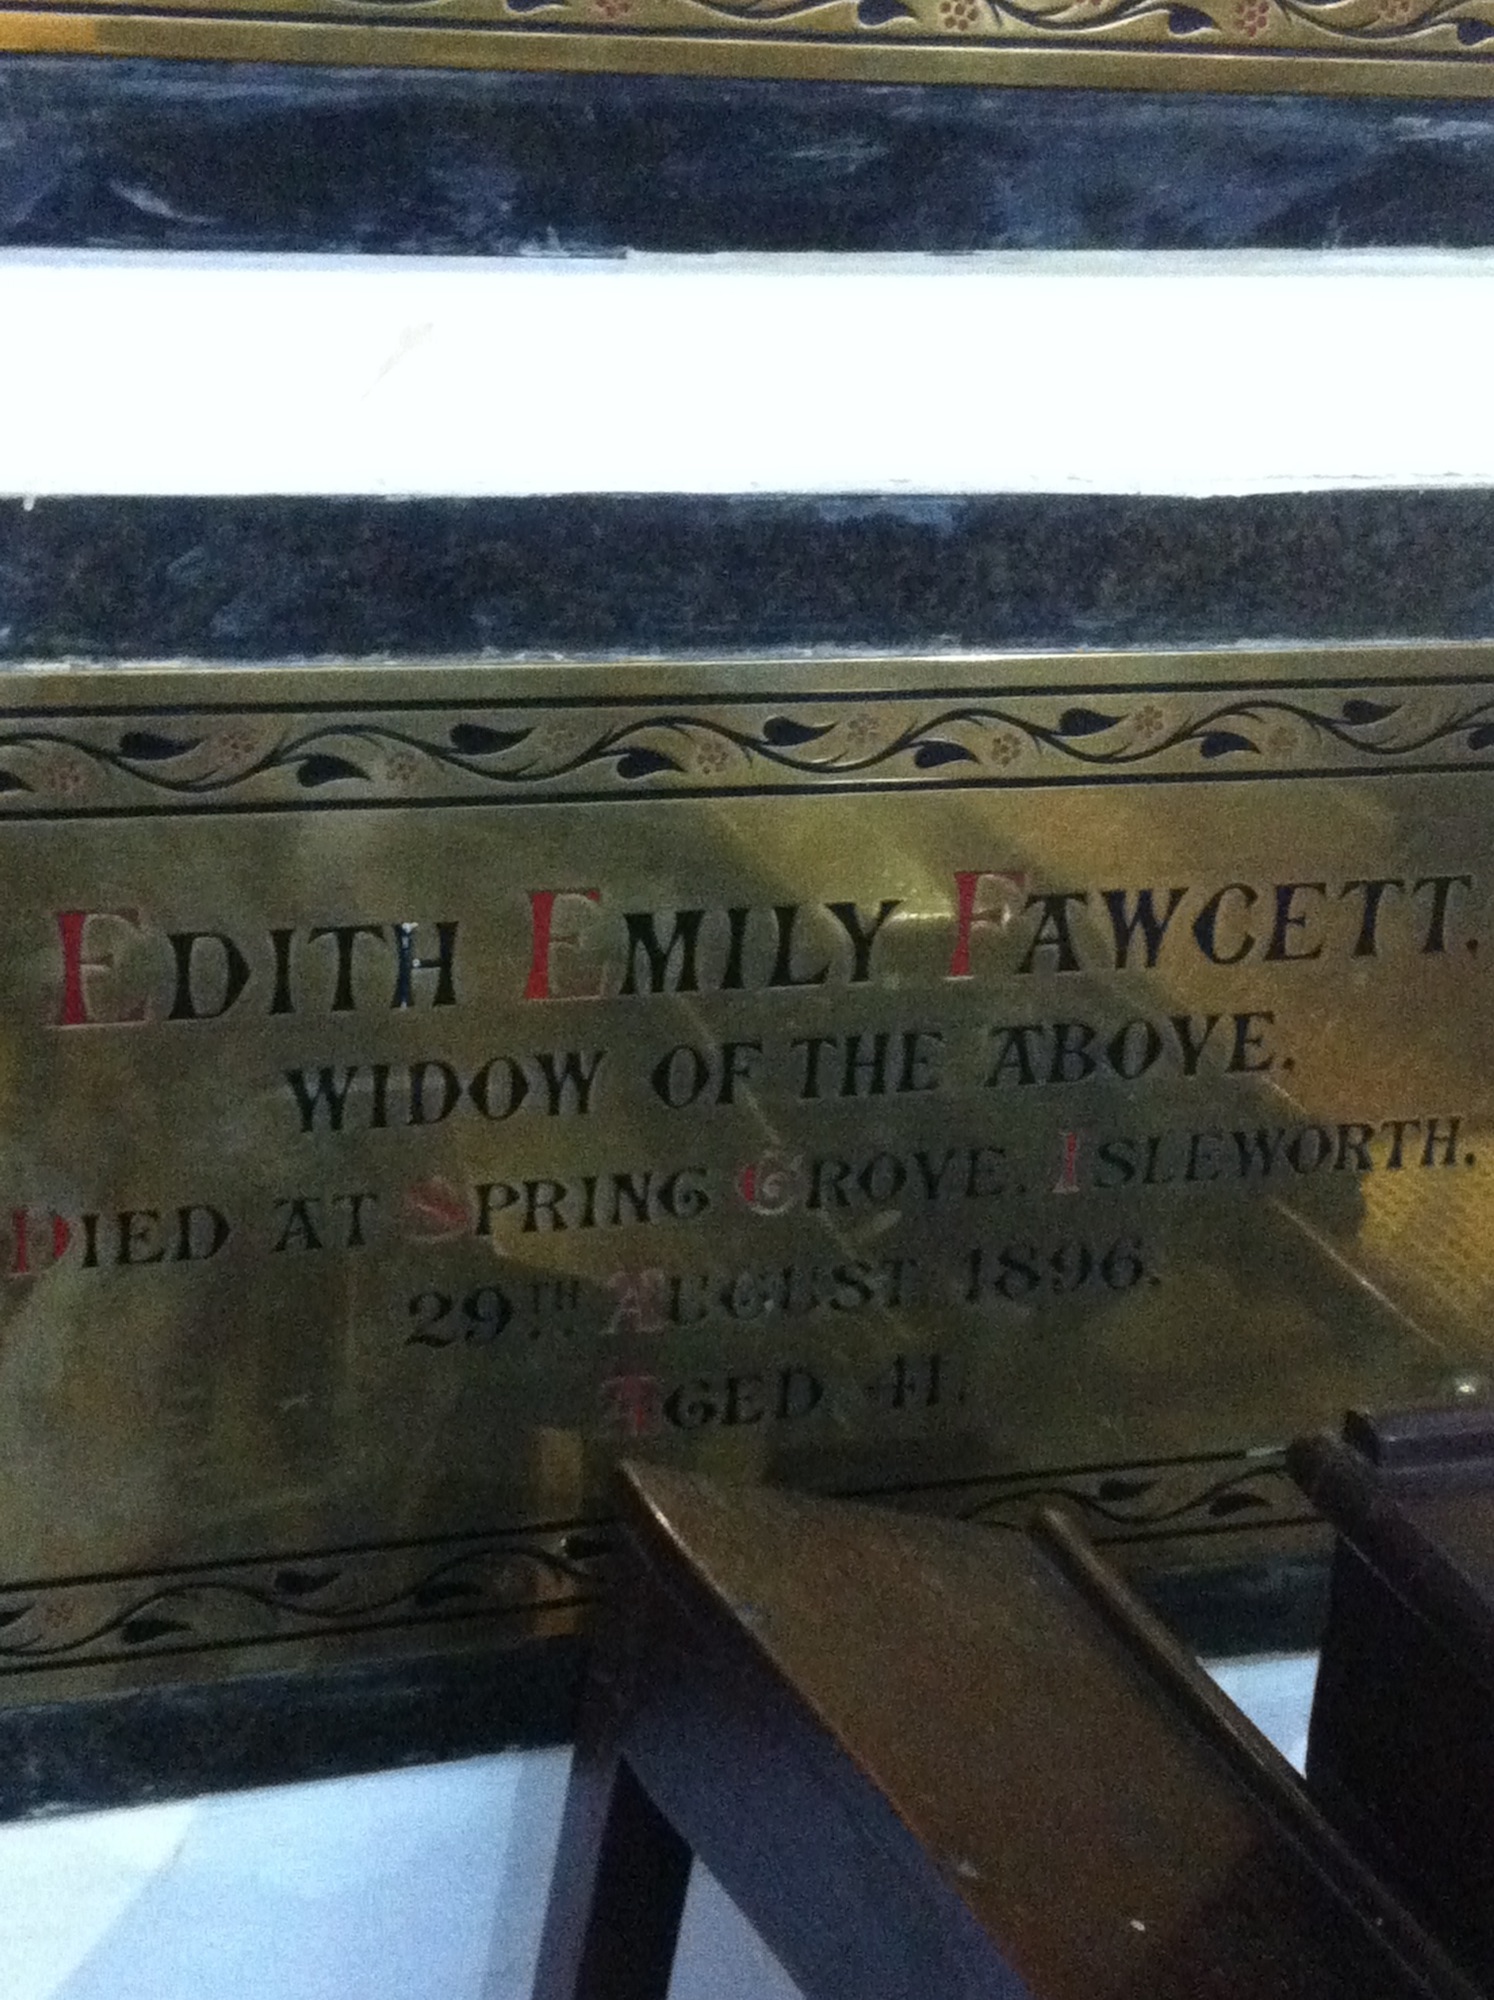 EDITH EMILY FAWCETT.
WIDOW OF THE ABOVE.
DIED AT SPRING GROVE. ISLEWORTH.
29TH AUGUST 1896.
AGED 41.